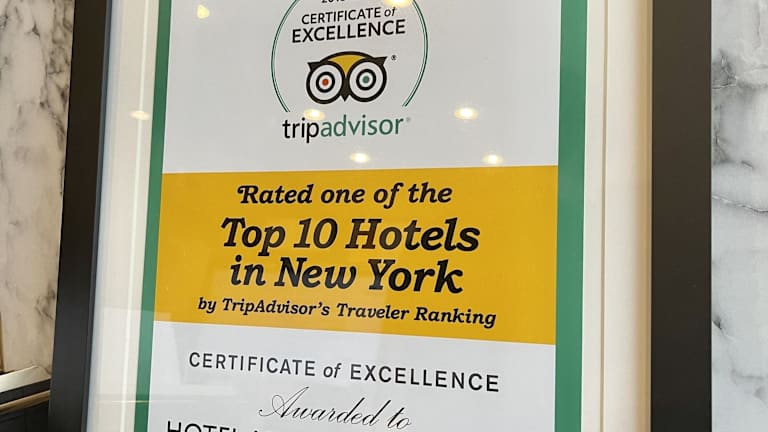 CERTIFICATE of
EXCELLENCE
tripadvisor®
Rated one of the
Top 10 Hotels
in New York
by TripAdvisor's Traveler Ranking
CERTIFICATE of EXCELLENCE
Awarded to
HOTEL